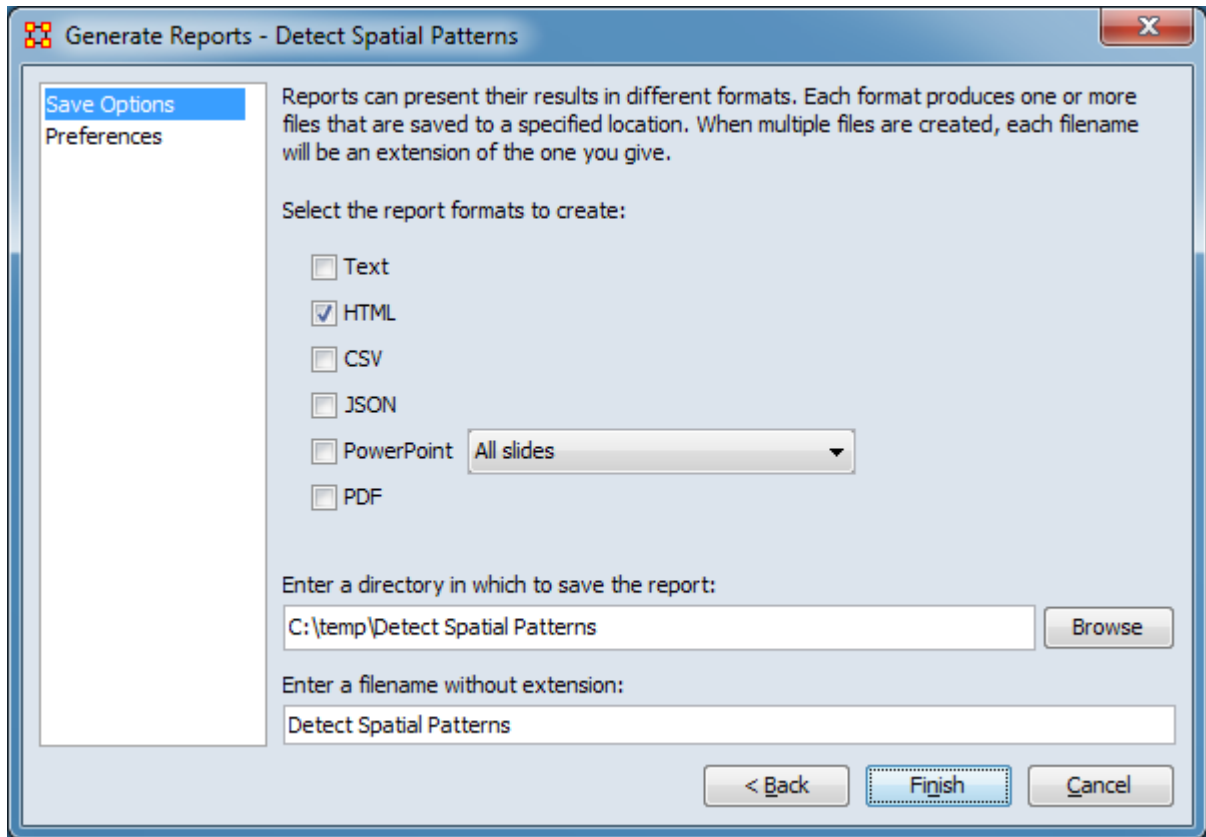 Generate Reports - Detect Spatial Patterns
Save Options
Preferences
Reports can present their results in different formats. Each format produces one or more
files that are saved to a specified location. When multiple files are created, each filename
will be an extension of the one you give.
Select the report formats to create:
Text
HTML
CSV
JSON
PowerPoint All slides
PDF
Enter a directory in which to save the report:
C:\temp\Detect Spatial Patterns Browse
Enter a filename without extension:
Detect Spatial Patterns
< Back Finish Cancel